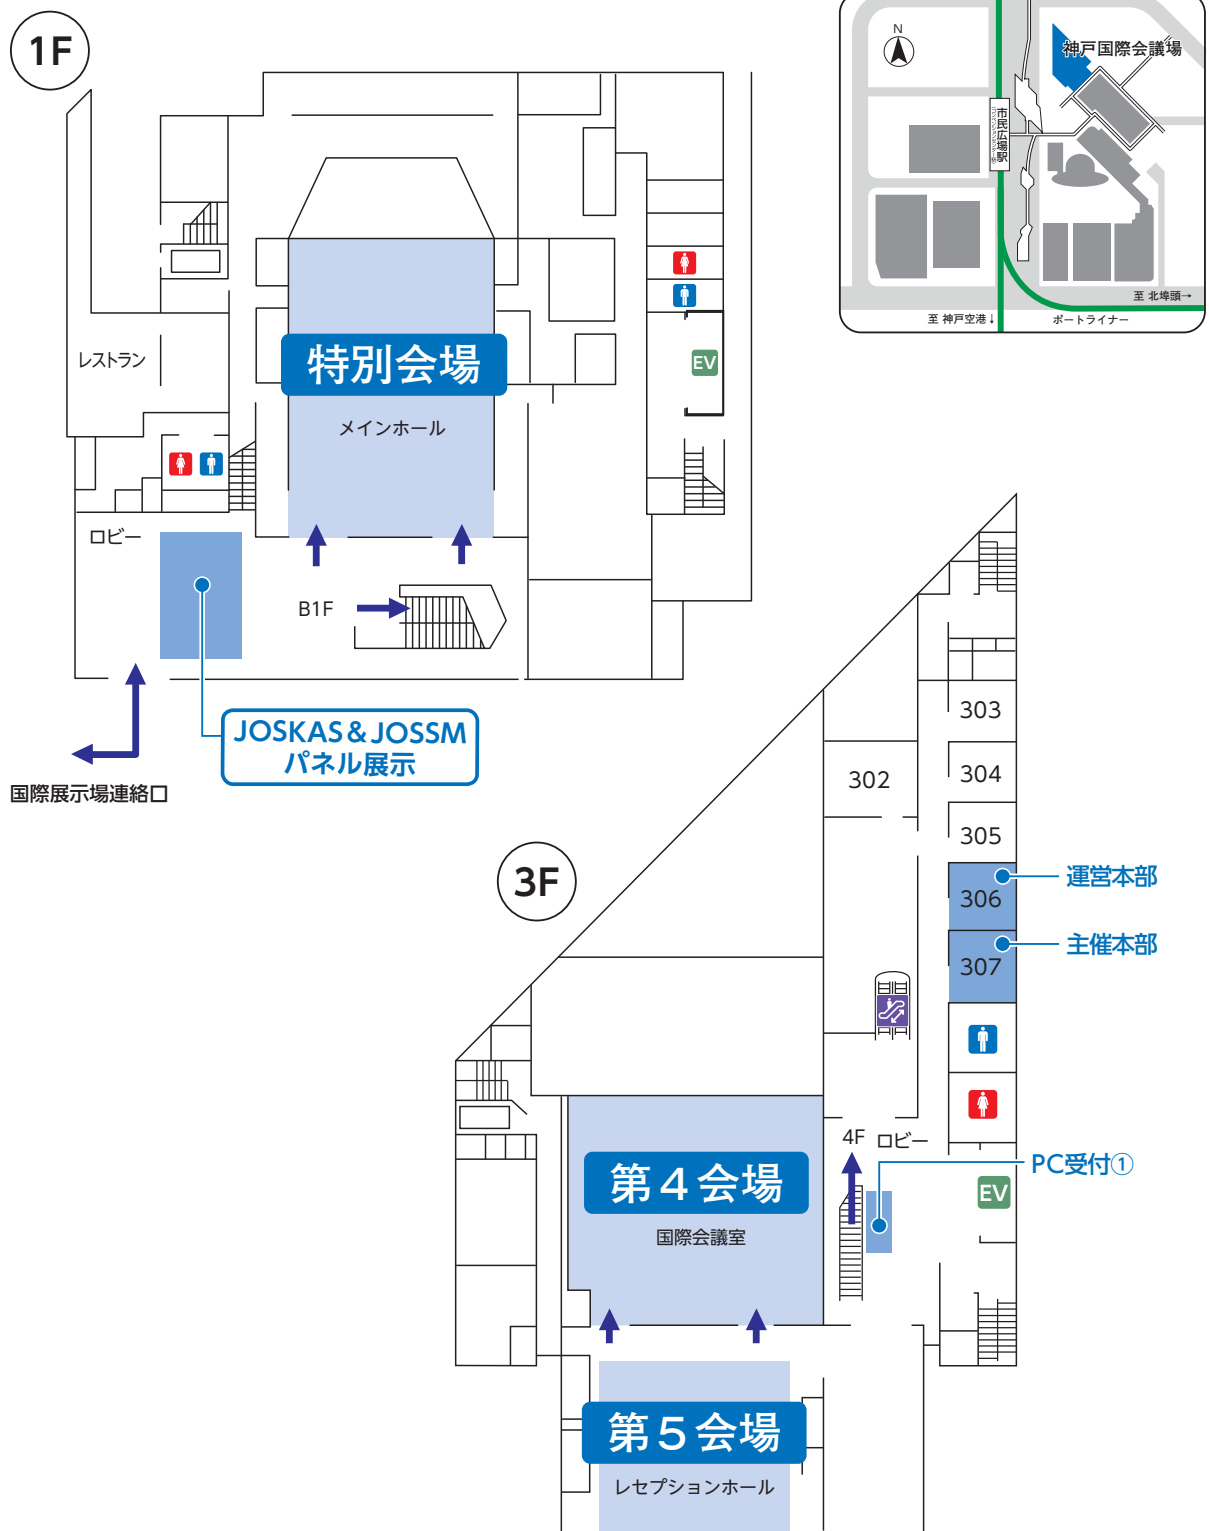 1F
N
神戸国際会議場
市民広場駅
至 北埠頭→
至 神戸空港↓
ポートライナー
レストラン
特別会場
メインホール
EV
ロビー
B1F
JOSKAS&JOSSM
パネル展示
国際展示場連絡口
3F
302
303
304
305
306
運営本部
307
主催本部
4F
ロビー
PC受付①
EV
第4会場
国際会議室
第5会場
レセプションホール